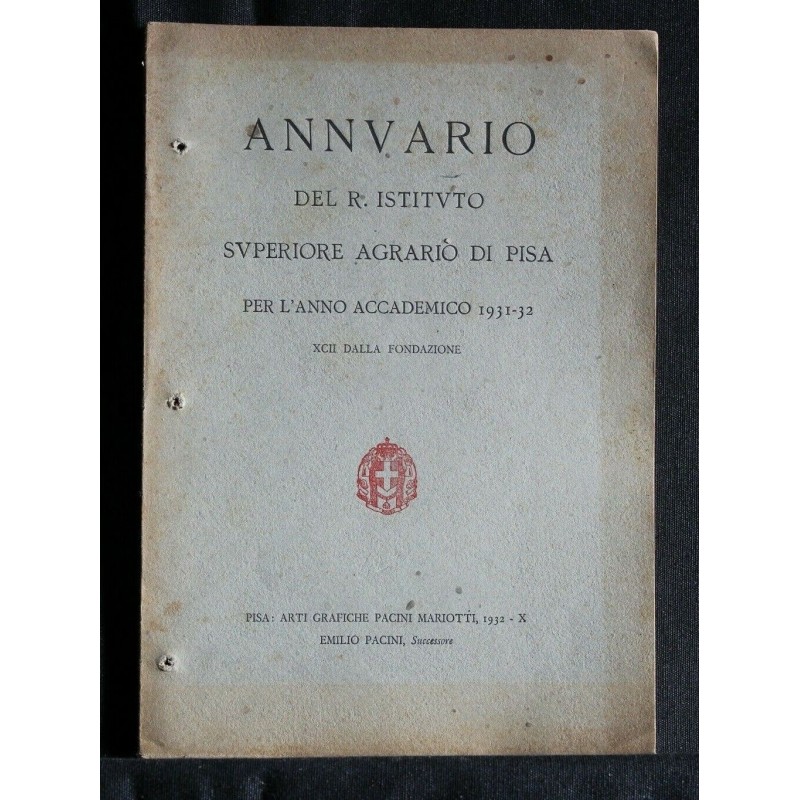 ANNVARIO
DEL R. ISTITVTO
SVPERIORE AGRARIO DI PISA
PER L'ANNO ACCADEMICO 1931-32
XCII DALLA FONDAZIONE
PISA: ARTI GRAFICHE PACINI MARIOTTI, 1932 - X
EMILIO PACINI, Successore